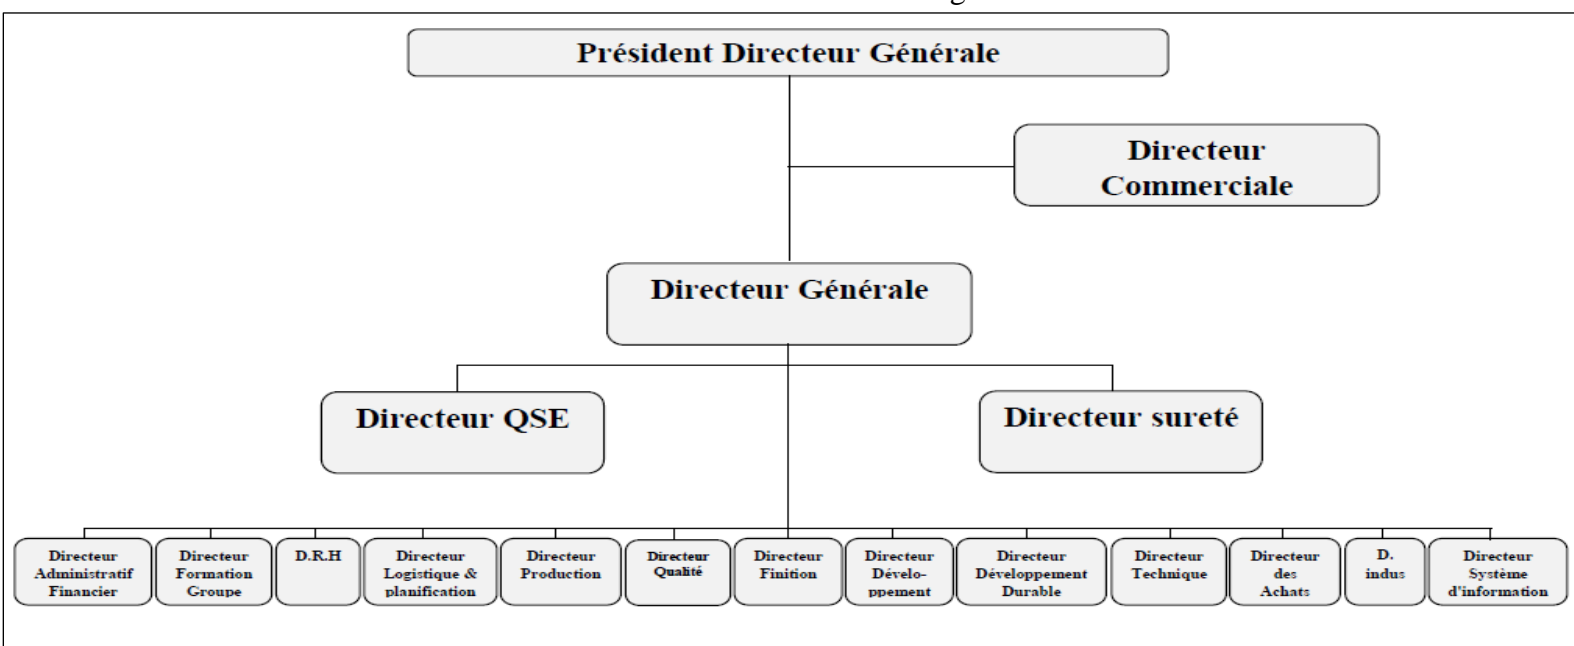 Président Directeur Générale
Directeur
Commerciale
Directeur Générale
Directeur QSE
Directeur sureté
Directeur
Administratif
Financier
Directeur
Formation
Groupe
D.R.H
Directeur
Logistique &
planification
Directeur
Production
Directeur
Qualité
Directeur
Finition
Directeur
Dévelo-
ppement
Directeur
Développement
Durable
Directeur
Technique
Directeur
des
Achats
D.
indus
Directeur
Système
d'information